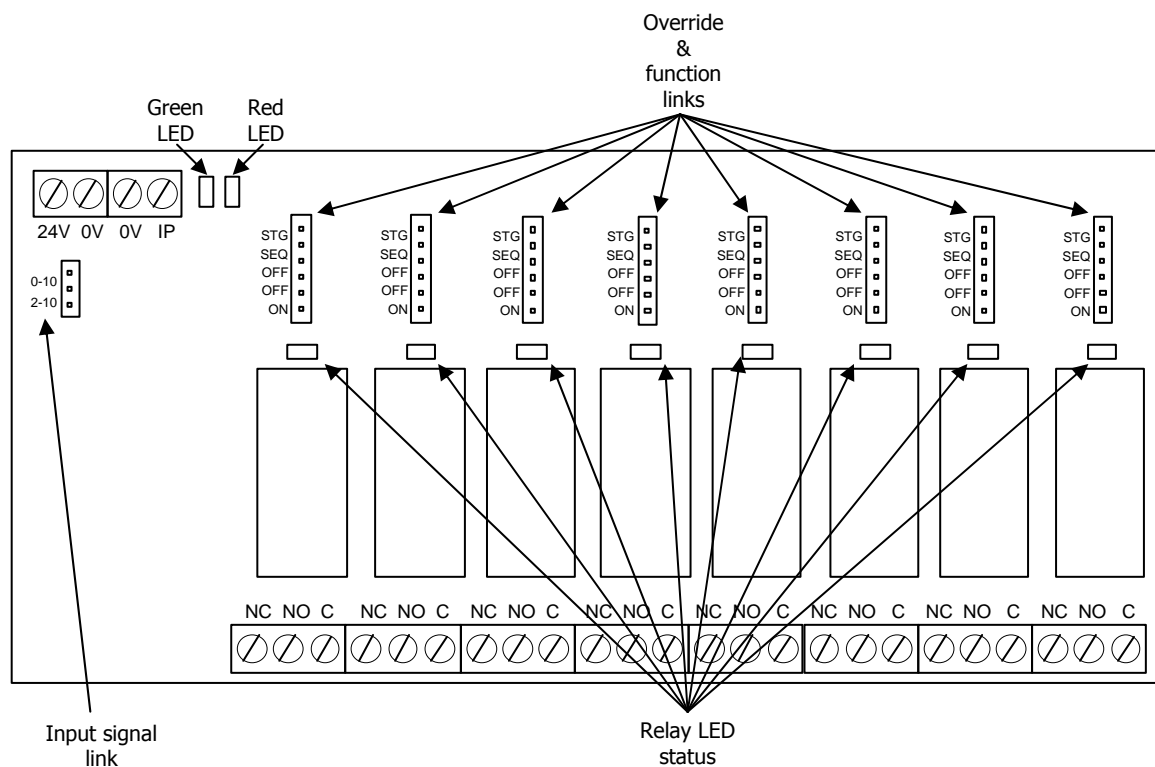 Override
&
function
links
Green
LED
Red
LED
24V 0V 0V IP
0-10
2-10
STG
SEQ
OFF
OFF
ON
STG
SEQ
OFF
OFF
ON
STG
SEQ
OFF
OFF
ON
STG
SEQ
OFF
OFF
ON
STG
SEQ
OFF
OFF
ON
STG
SEQ
OFF
OFF
ON
STG
SEQ
OFF
OFF
ON
STG
SEQ
OFF
OFF
ON
NC NO C NC NO C NC NO C NC NO C NC NO C NC NO C NC NO C NC NO C
Input signal
link
Relay LED
status